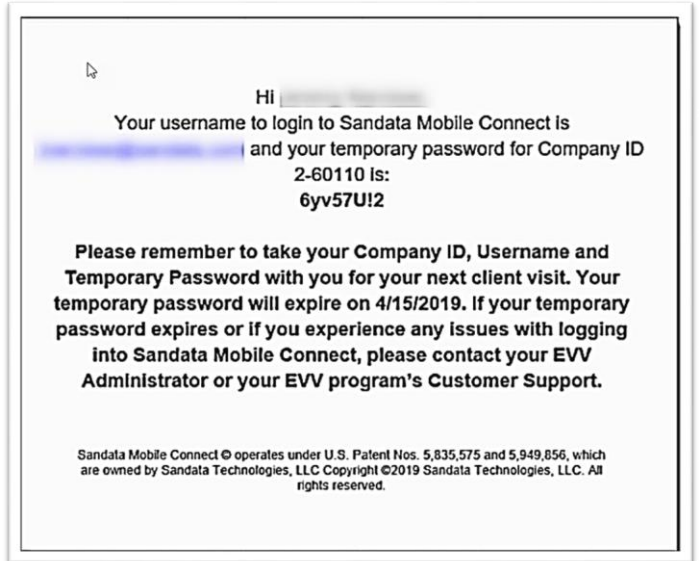 Hi
Your username to login to Sandata Mobile Connect is
and your temporary password for Company ID
2-60110 is:
6yv57U!2
Please remember to take your Company ID, Username and
Temporary Password with you for your next client visit. Your
temporary password will expire on 4/15/2019. If your temporary
password expires or if you experience any issues with logging
into Sandata Mobile Connect, please contact your EVV
Administrator or your EVV program's Customer Support.
Sandata Mobile Connect © operates under U.S. Patent Nos. 5,835,575 and 5,949,856, which
are owned by Sandata Technologies, LLC Copyright ©2019 Sandata Technologies, LLC. All
rights reserved.